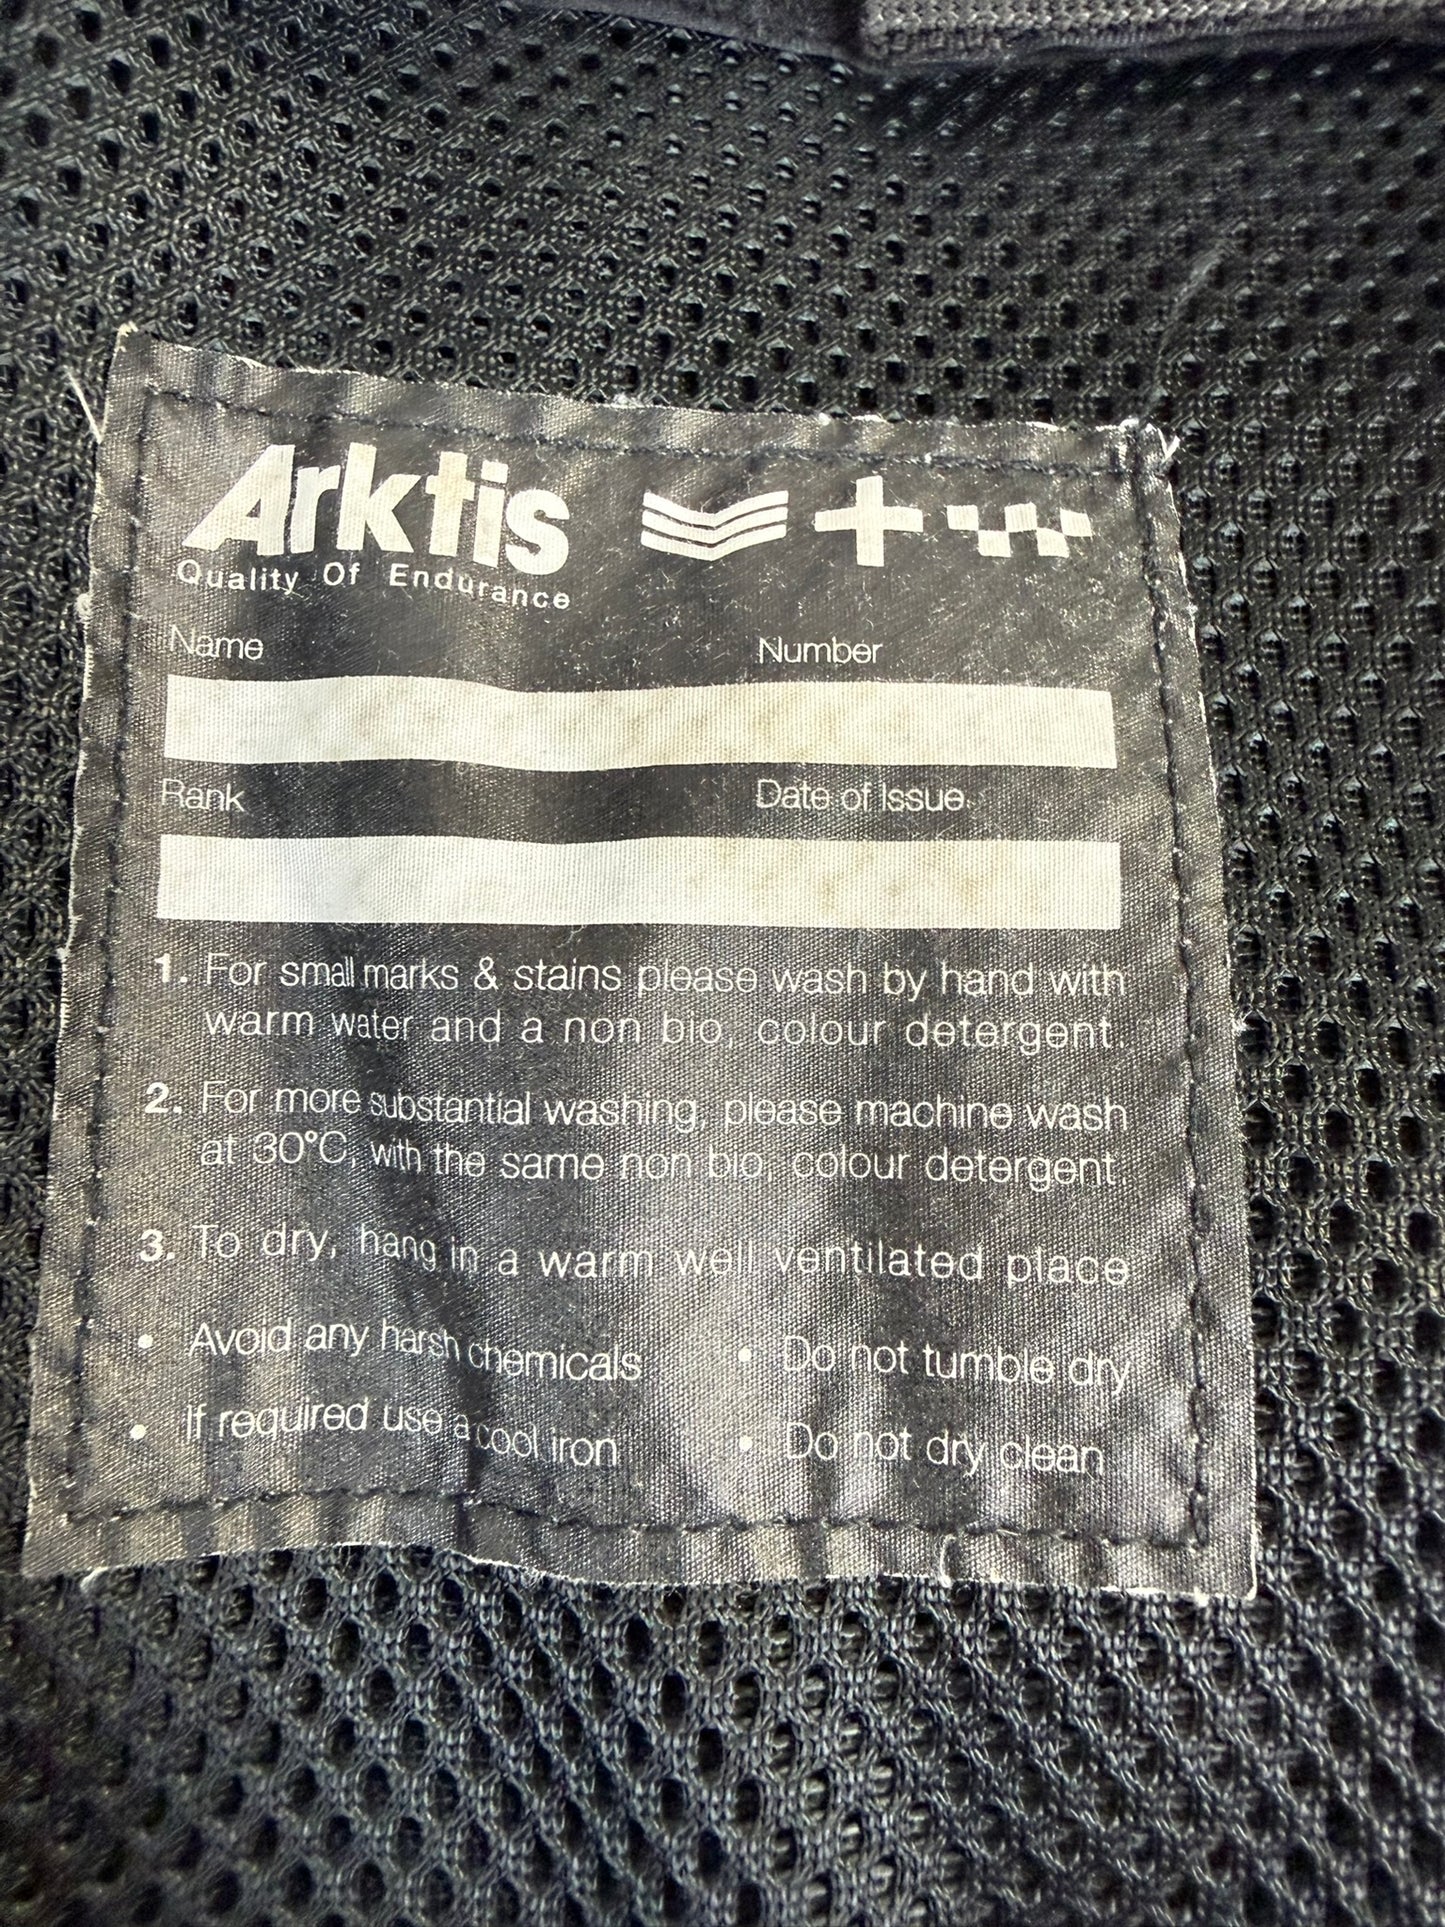 Arktis
Quality Of Endurance
Name Number
Rank Date of Issue
1. For small marks & stains please wash by hand with
warm water and a non bio, colour detergent.
2. For more substantial washing, please machine wash
at 30°C, with the same non bio, colour detergent.
3. To dry, hang in a warm well ventilated place
• Avoid any harsh chemicals • Do not tumble dry
• If required use a cool iron • Do not dry clean